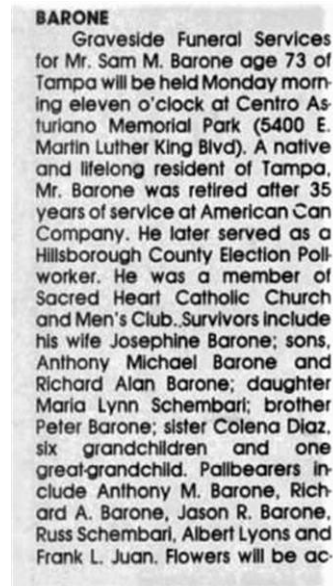 BARONE
Graveside Funeral Services
for Mr. Sam M. Barone age 73 of
Tampa will be held Monday morn-
ing eleven o'clock at Centro As-
turiano Memorial Park (5400 E.
Martin Luther King Blvd). A native
and lifelong resident of Tampa,
Mr. Barone was retired after 35
years of service at American Can
Company. He later served as a
Hillsborough County Election Poll-
worker. He was a member of
Sacred Heart Catholic Church
and Men's Club. Survivors include
his wife Josephine Barone; sons,
Anthony Michael Barone and
Richard Alan Barone; daughter
Maria Lynn Schembari; brother
Peter Barone; sister Colena Diaz,
six grandchildren and one
great-grandchild. Pallbearers in-
clude Anthony M. Barone, Rich-
ard A. Barone, Jason R. Barone,
Russ Schembari, Albert Lyons and
Frank L. Juan. Flowers will be ac-